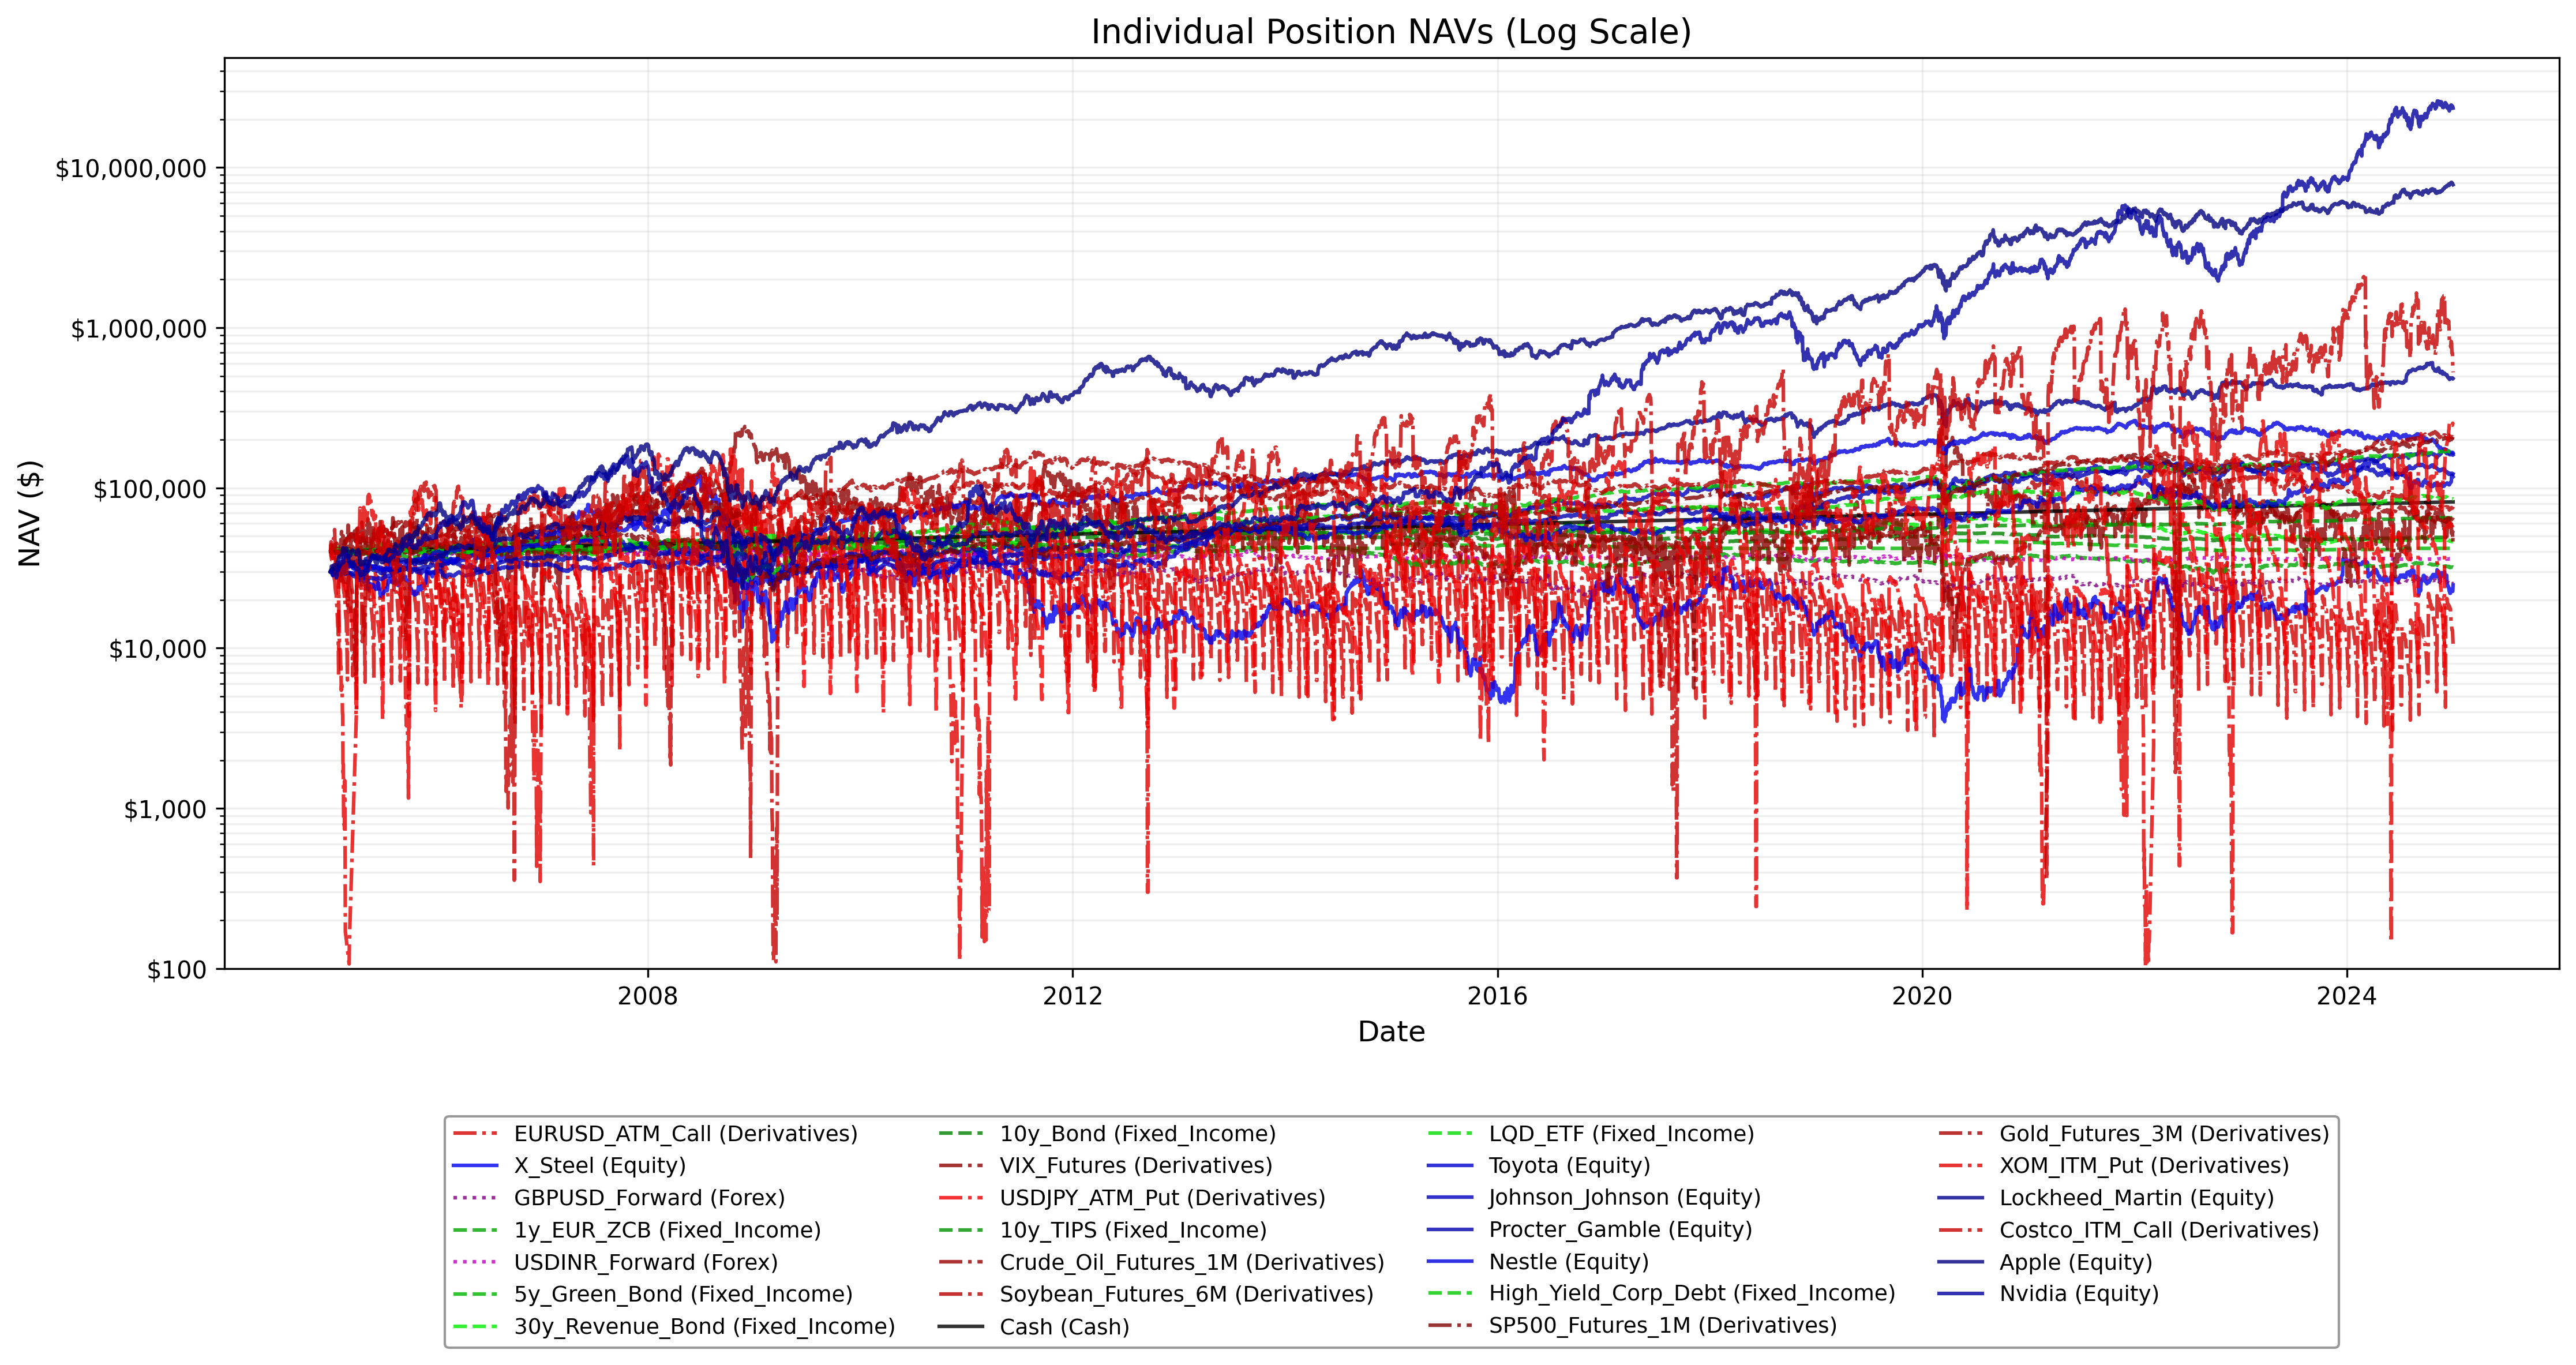 Individual Position NAVs (Log Scale)
NAV ($)
$10,000,000
$1,000,000
$100,000
$10,000
$1,000
$100
2008 2012 2016 2020 2024
Date
EURUSD_ATM_Call (Derivatives)
X_Steel (Equity)
GBPUSD_Forward (Forex)
1y_EUR_ZCB (Fixed_Income)
USDINR_Forward (Forex)
5y_Green_Bond (Fixed_Income)
30y_Revenue_Bond (Fixed_Income)
10y_Bond (Fixed_Income)
VIX_Futures (Derivatives)
USDJPY_ATM_Put (Derivatives)
10y_TIPS (Fixed_Income)
Crude_Oil_Futures_1M (Derivatives)
Soybean_Futures_6M (Derivatives)
Cash (Cash)
LQD_ETF (Fixed_Income)
Toyota (Equity)
Johnson_Johnson (Equity)
Procter_Gamble (Equity)
Nestle (Equity)
High_Yield_Corp_Debt (Fixed_Income)
SP500_Futures_1M (Derivatives)
Gold_Futures_3M (Derivatives)
XOM_ITM_Put (Derivatives)
Lockheed_Martin (Equity)
Costco_ITM_Call (Derivatives)
Apple (Equity)
Nvidia (Equity)